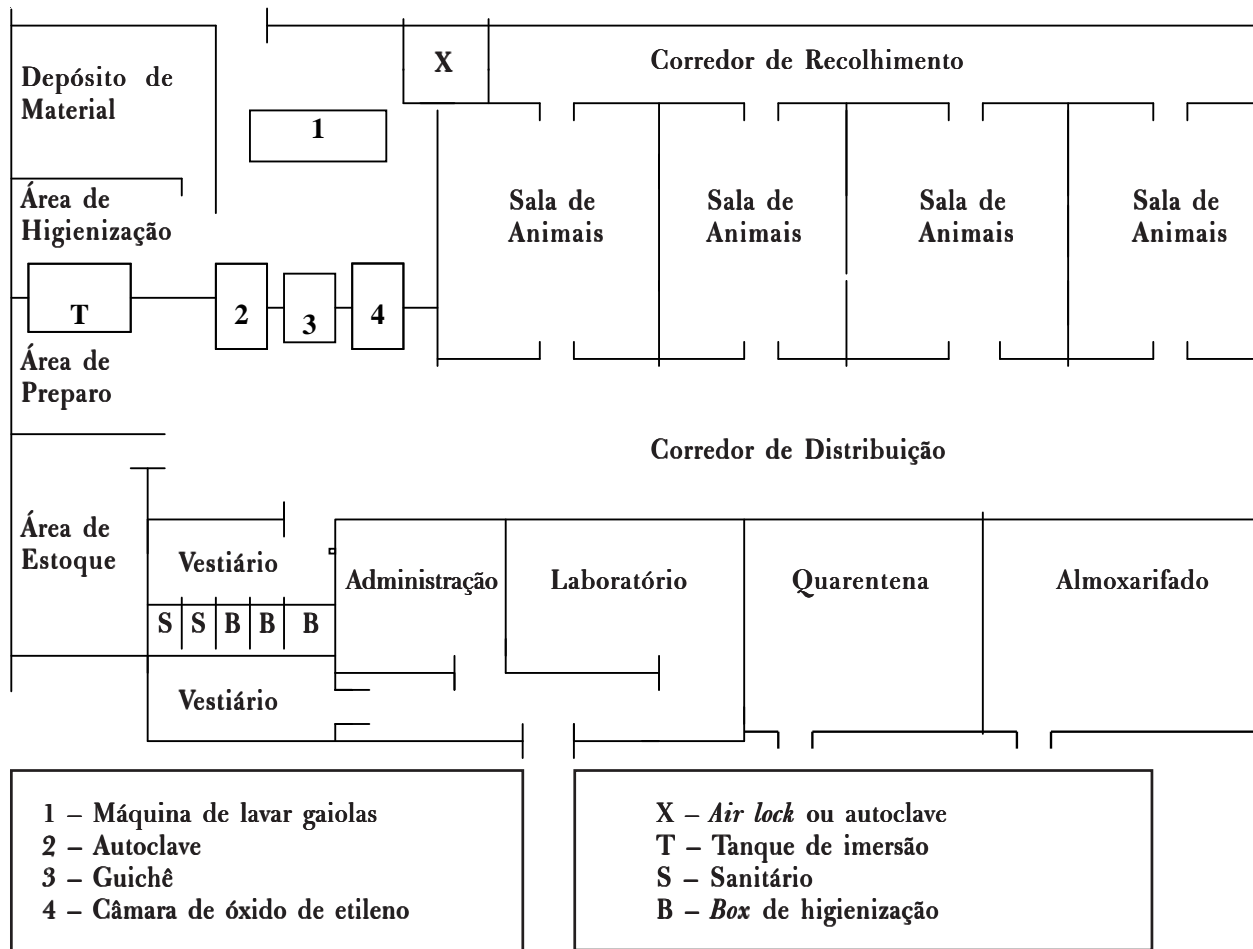 X
Corredor de Recolhimento
Depósito de
Material
1
Área de
Higienização
Sala de
Animais
Sala de
Animais
Sala de
Animais
Sala de
Animais
T
2
3
4
Área de
Preparo
Corredor de Distribuição
Área de
Estoque
Vestiário
Administração
Laboratório
Quarentena
Almoxarifado
S
S
B
B
B
Vestiário
1 – Máquina de lavar gaiolas
2 – Autoclave
3 – Guichê
4 – Câmara de óxido de etileno
X – Air lock ou autoclave
T – Tanque de imersão
S – Sanitário
B – Box de higienização